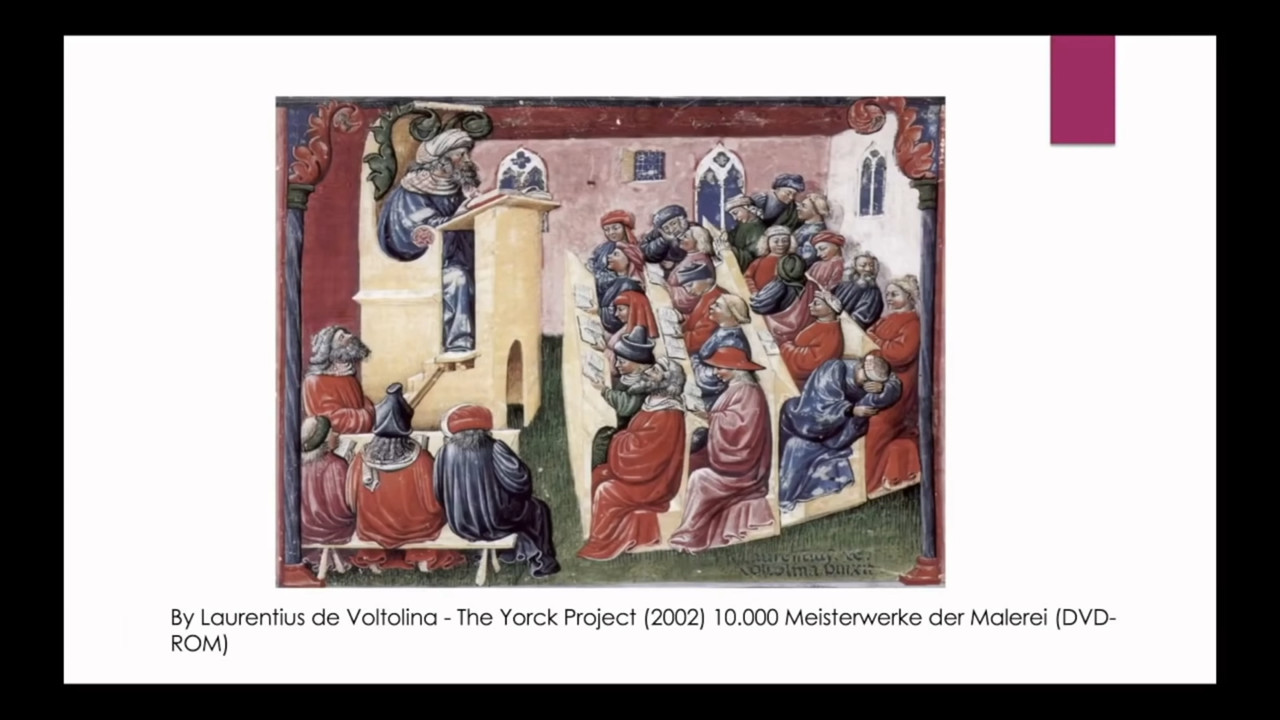 By Laurentius de Voltolina - The Yorck Project (2002) 10.000 Meisterwerke der Malerei (DVD-
ROM)